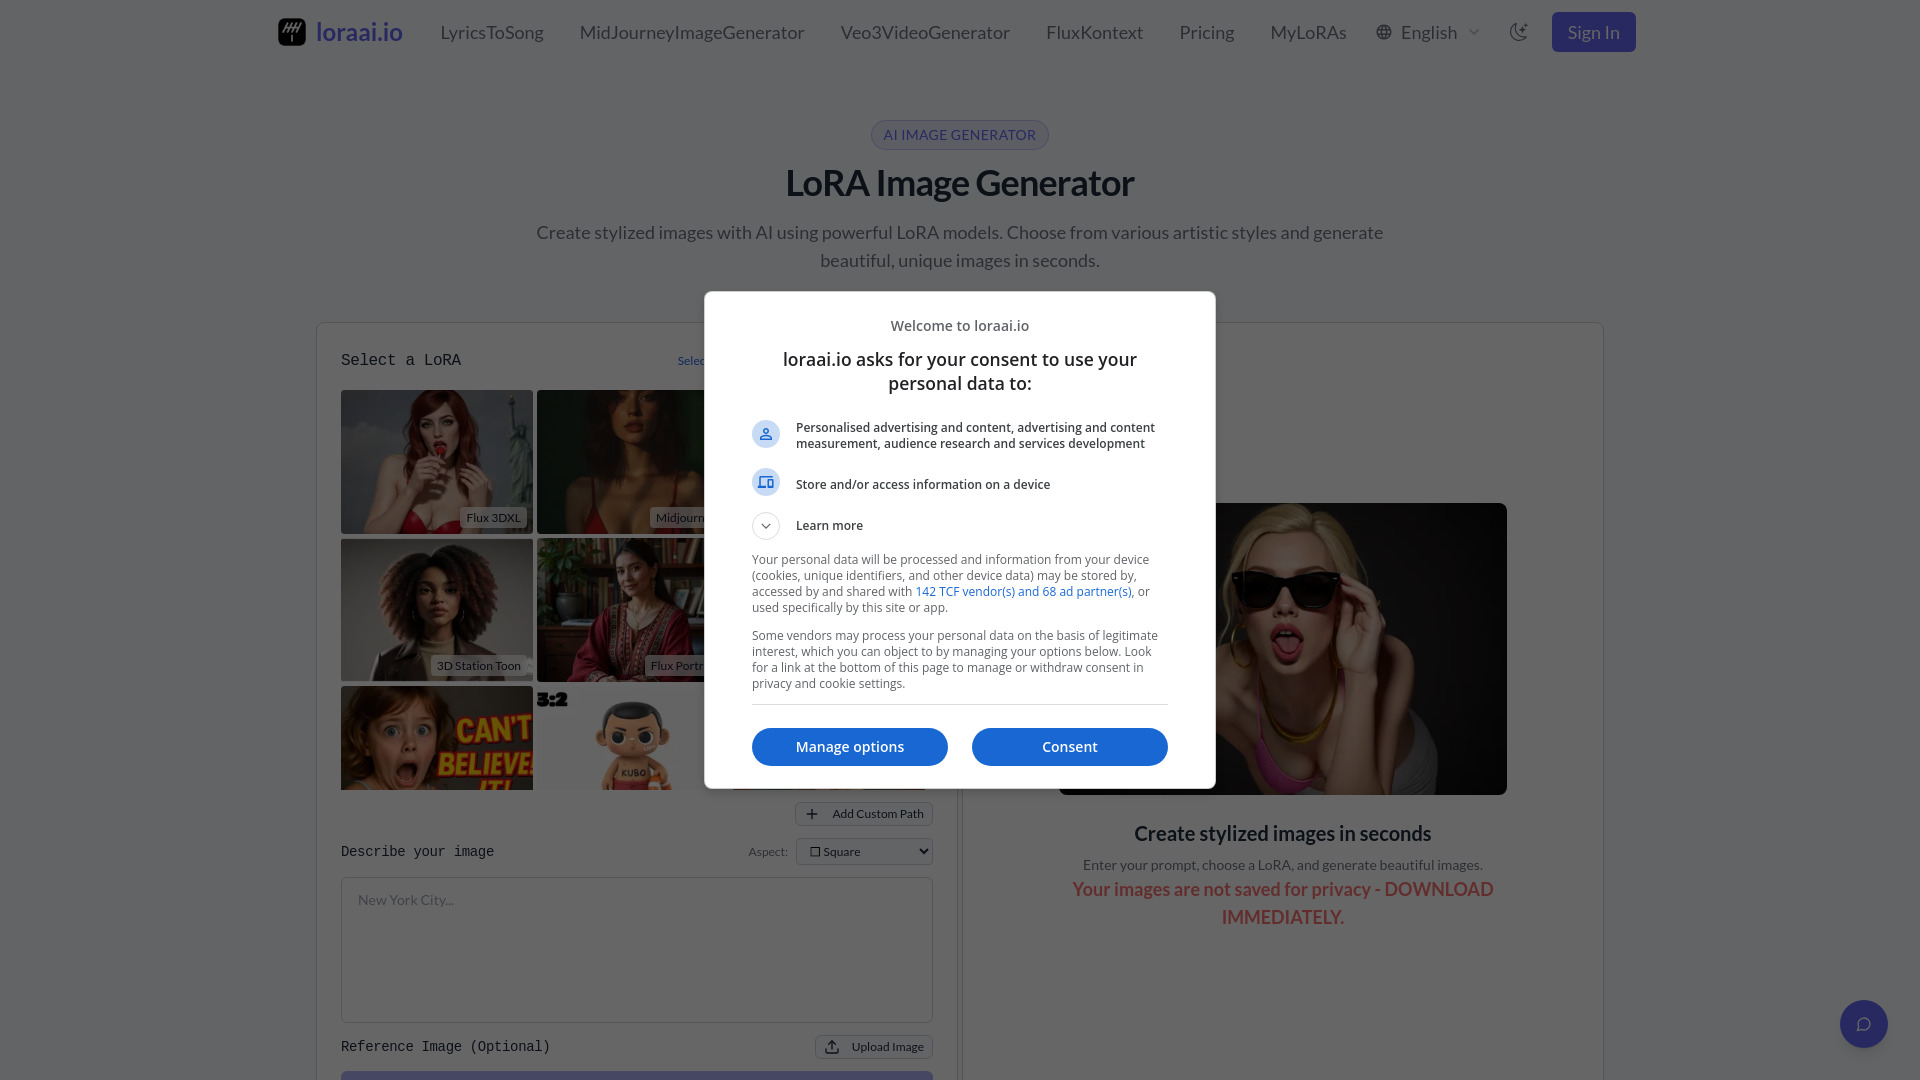 loraai.io
LyricsToSong
MidJourneyImageGenerator
Veo3VideoGenerator
FluxKontext
Pricing
MyLoRAs
English
Sign In
AI IMAGE GENERATOR
LoRA Image Generator
Create stylized images with AI using powerful LoRA models. Choose from various artistic styles and generate
beautiful, unique images in seconds.
Select a LoRA
Selec
Flux 3DXL
Midjourn
3D Station Toon
Flux Portr
CAN'T
BELIEVE
IT!
3:2
KUBO
Welcome to loraai.io
loraai.io asks for your consent to use your
personal data to:
Personalised advertising and content, advertising and content
measurement, audience research and services development
Store and/or access information on a device
Learn more
Your personal data will be processed and information from your device
(cookies, unique identifiers, and other device data) may be stored by,
accessed by and shared with 142 TCF vendor(s) and 68 ad partner(s), or
used specifically by this site or app.
Some vendors may process your personal data on the basis of legitimate
interest, which you can object to by managing your options below. Look
for a link at the bottom of this page to manage or withdraw consent in
privacy and cookie settings.
Manage options
Consent
Add Custom Path
Describe your image
Aspect:
Square
New York City...
Reference Image (Optional)
Upload Image
Create stylized images in seconds
Enter your prompt, choose a LoRA, and generate beautiful images.
Your images are not saved for privacy - DOWNLOAD
IMMEDIATELY.